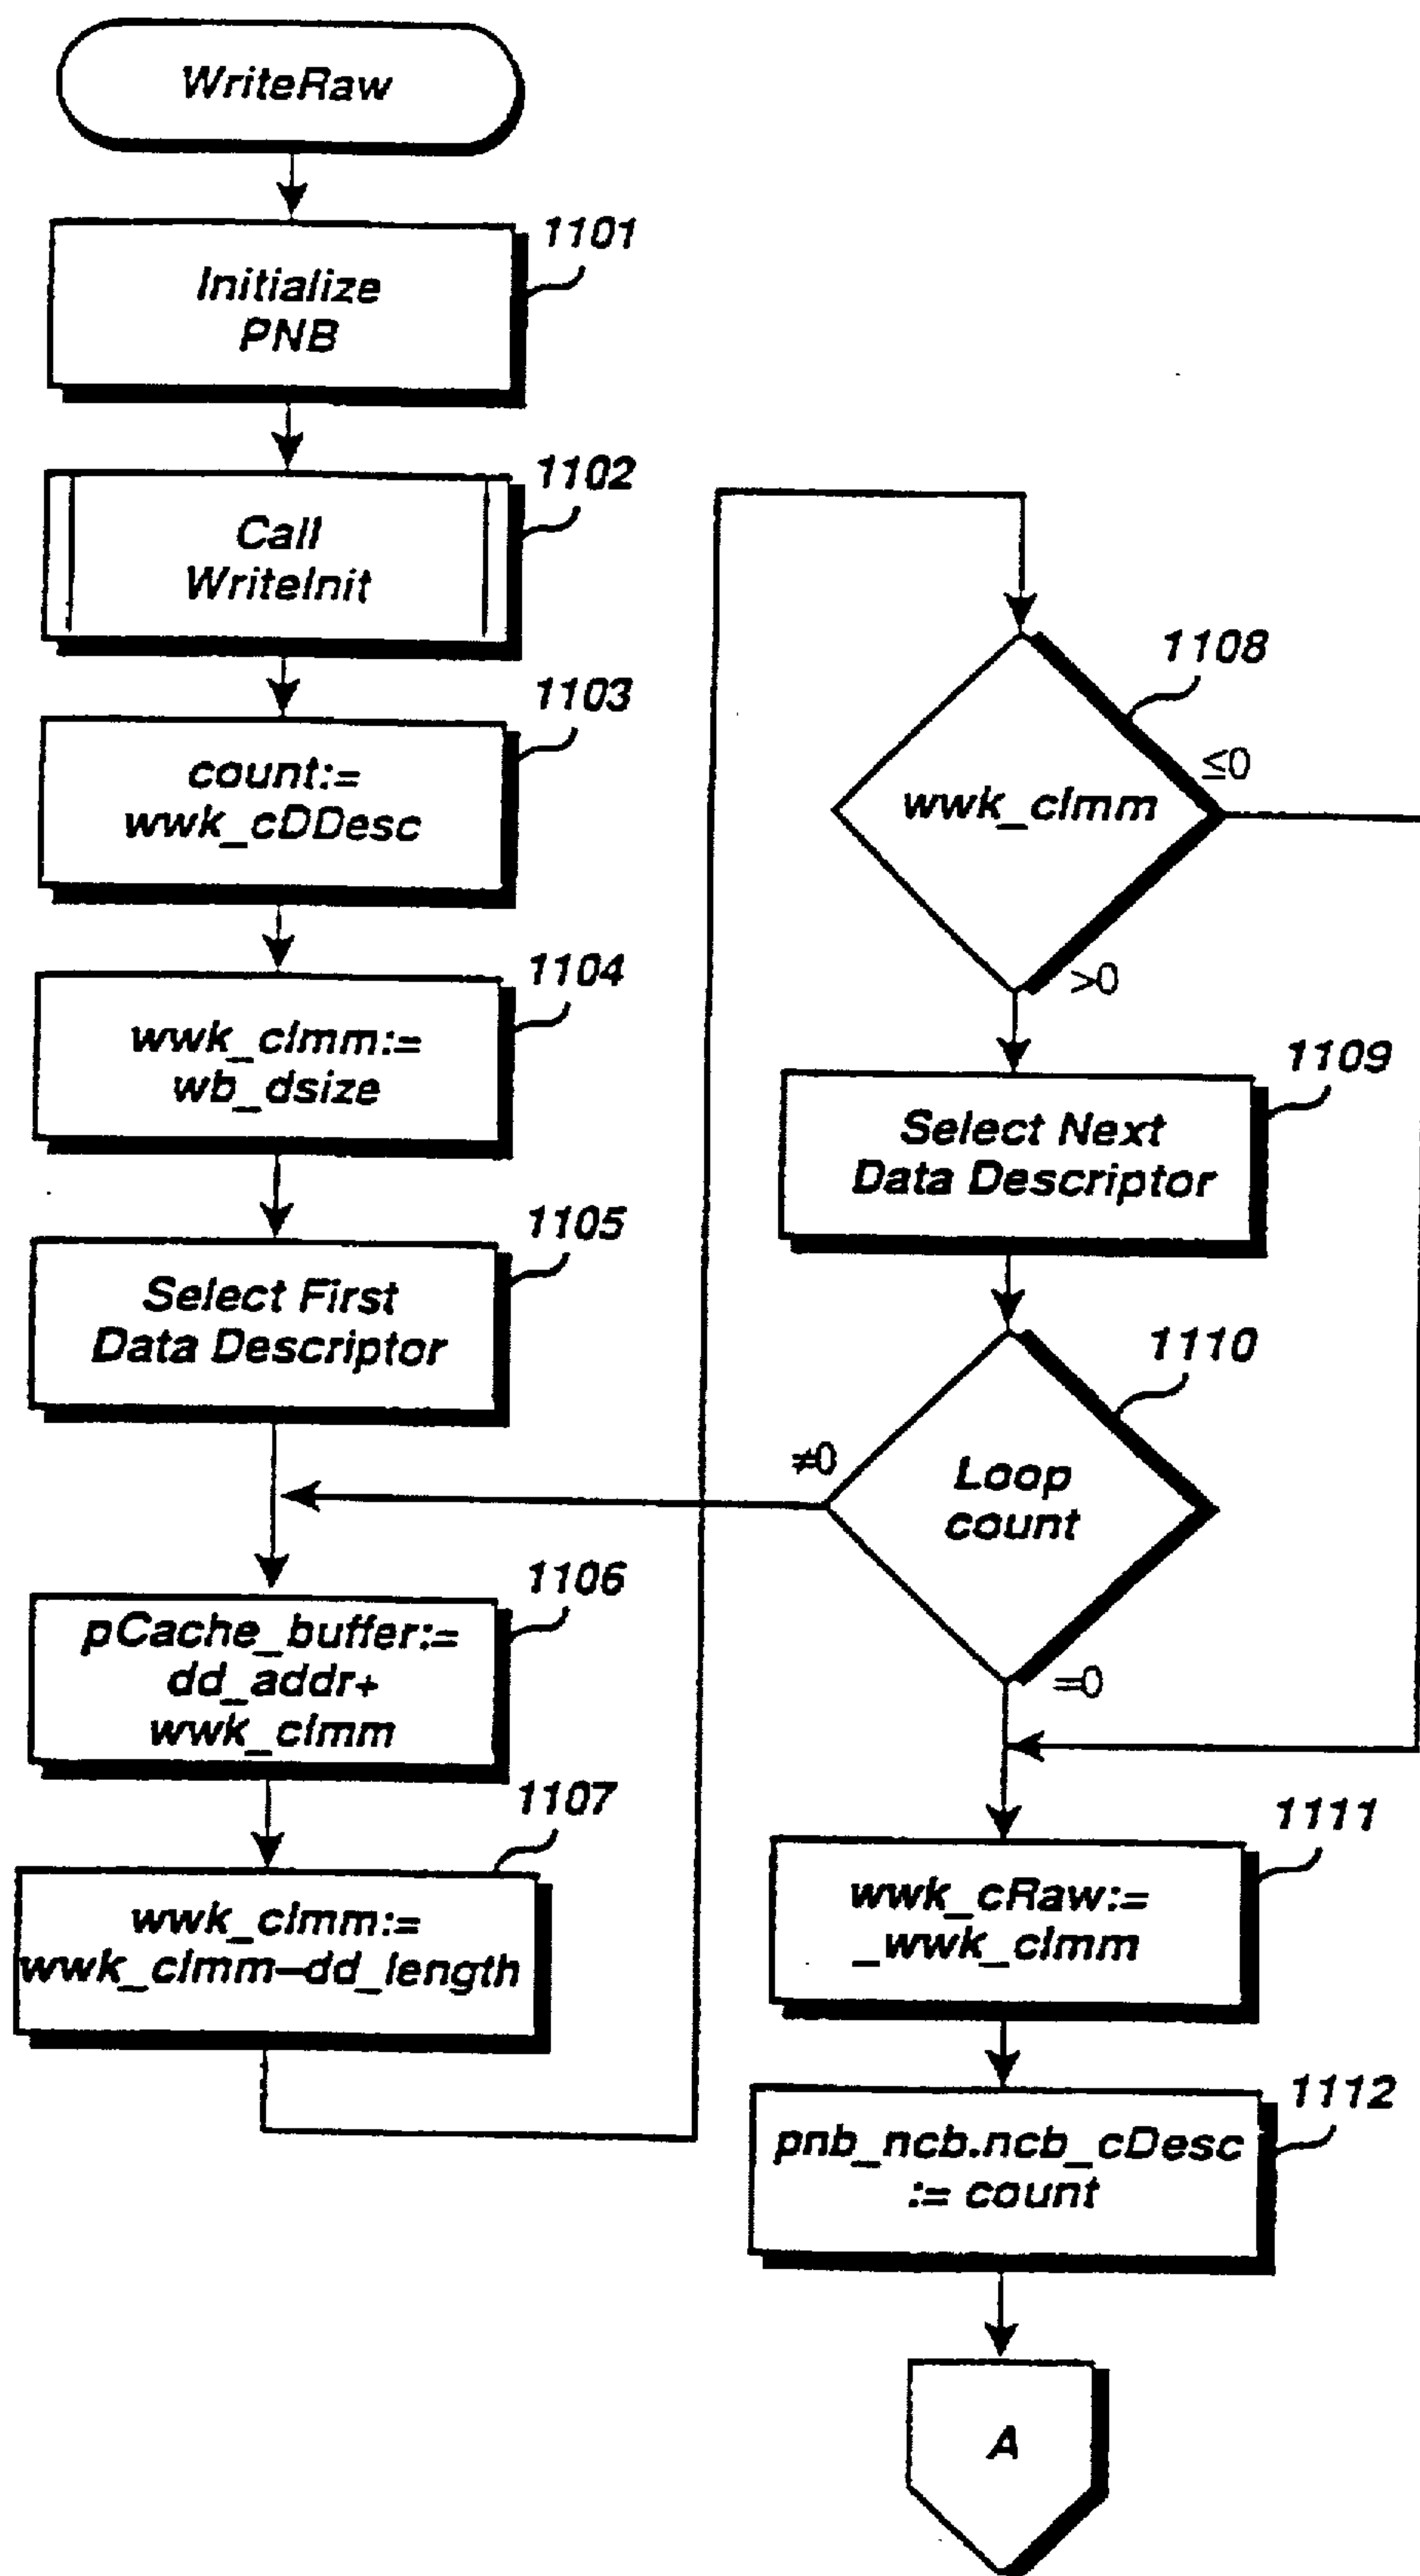 WriteRaw
1101
Initialize
PNB
1102
Call
WriteInit
1103
count:=
wwk_cDDesc
1104
wwk_cImm:=
wb_dsize
1105
Select First
Data Descriptor
1106
pCache_buffer:=
dd_addr+
wwk_cImm
1107
wwk_cImm:=
wwk_cImm–dd_length
1108
≤0
wwk_cImm
>0
1109
Select Next
Data Descriptor
1110
≠0
Loop
count
=0
1111
wwk_cRaw:=
_wwk_cImm
1112
pnb_ncb.ncb_cDesc
:= count
A